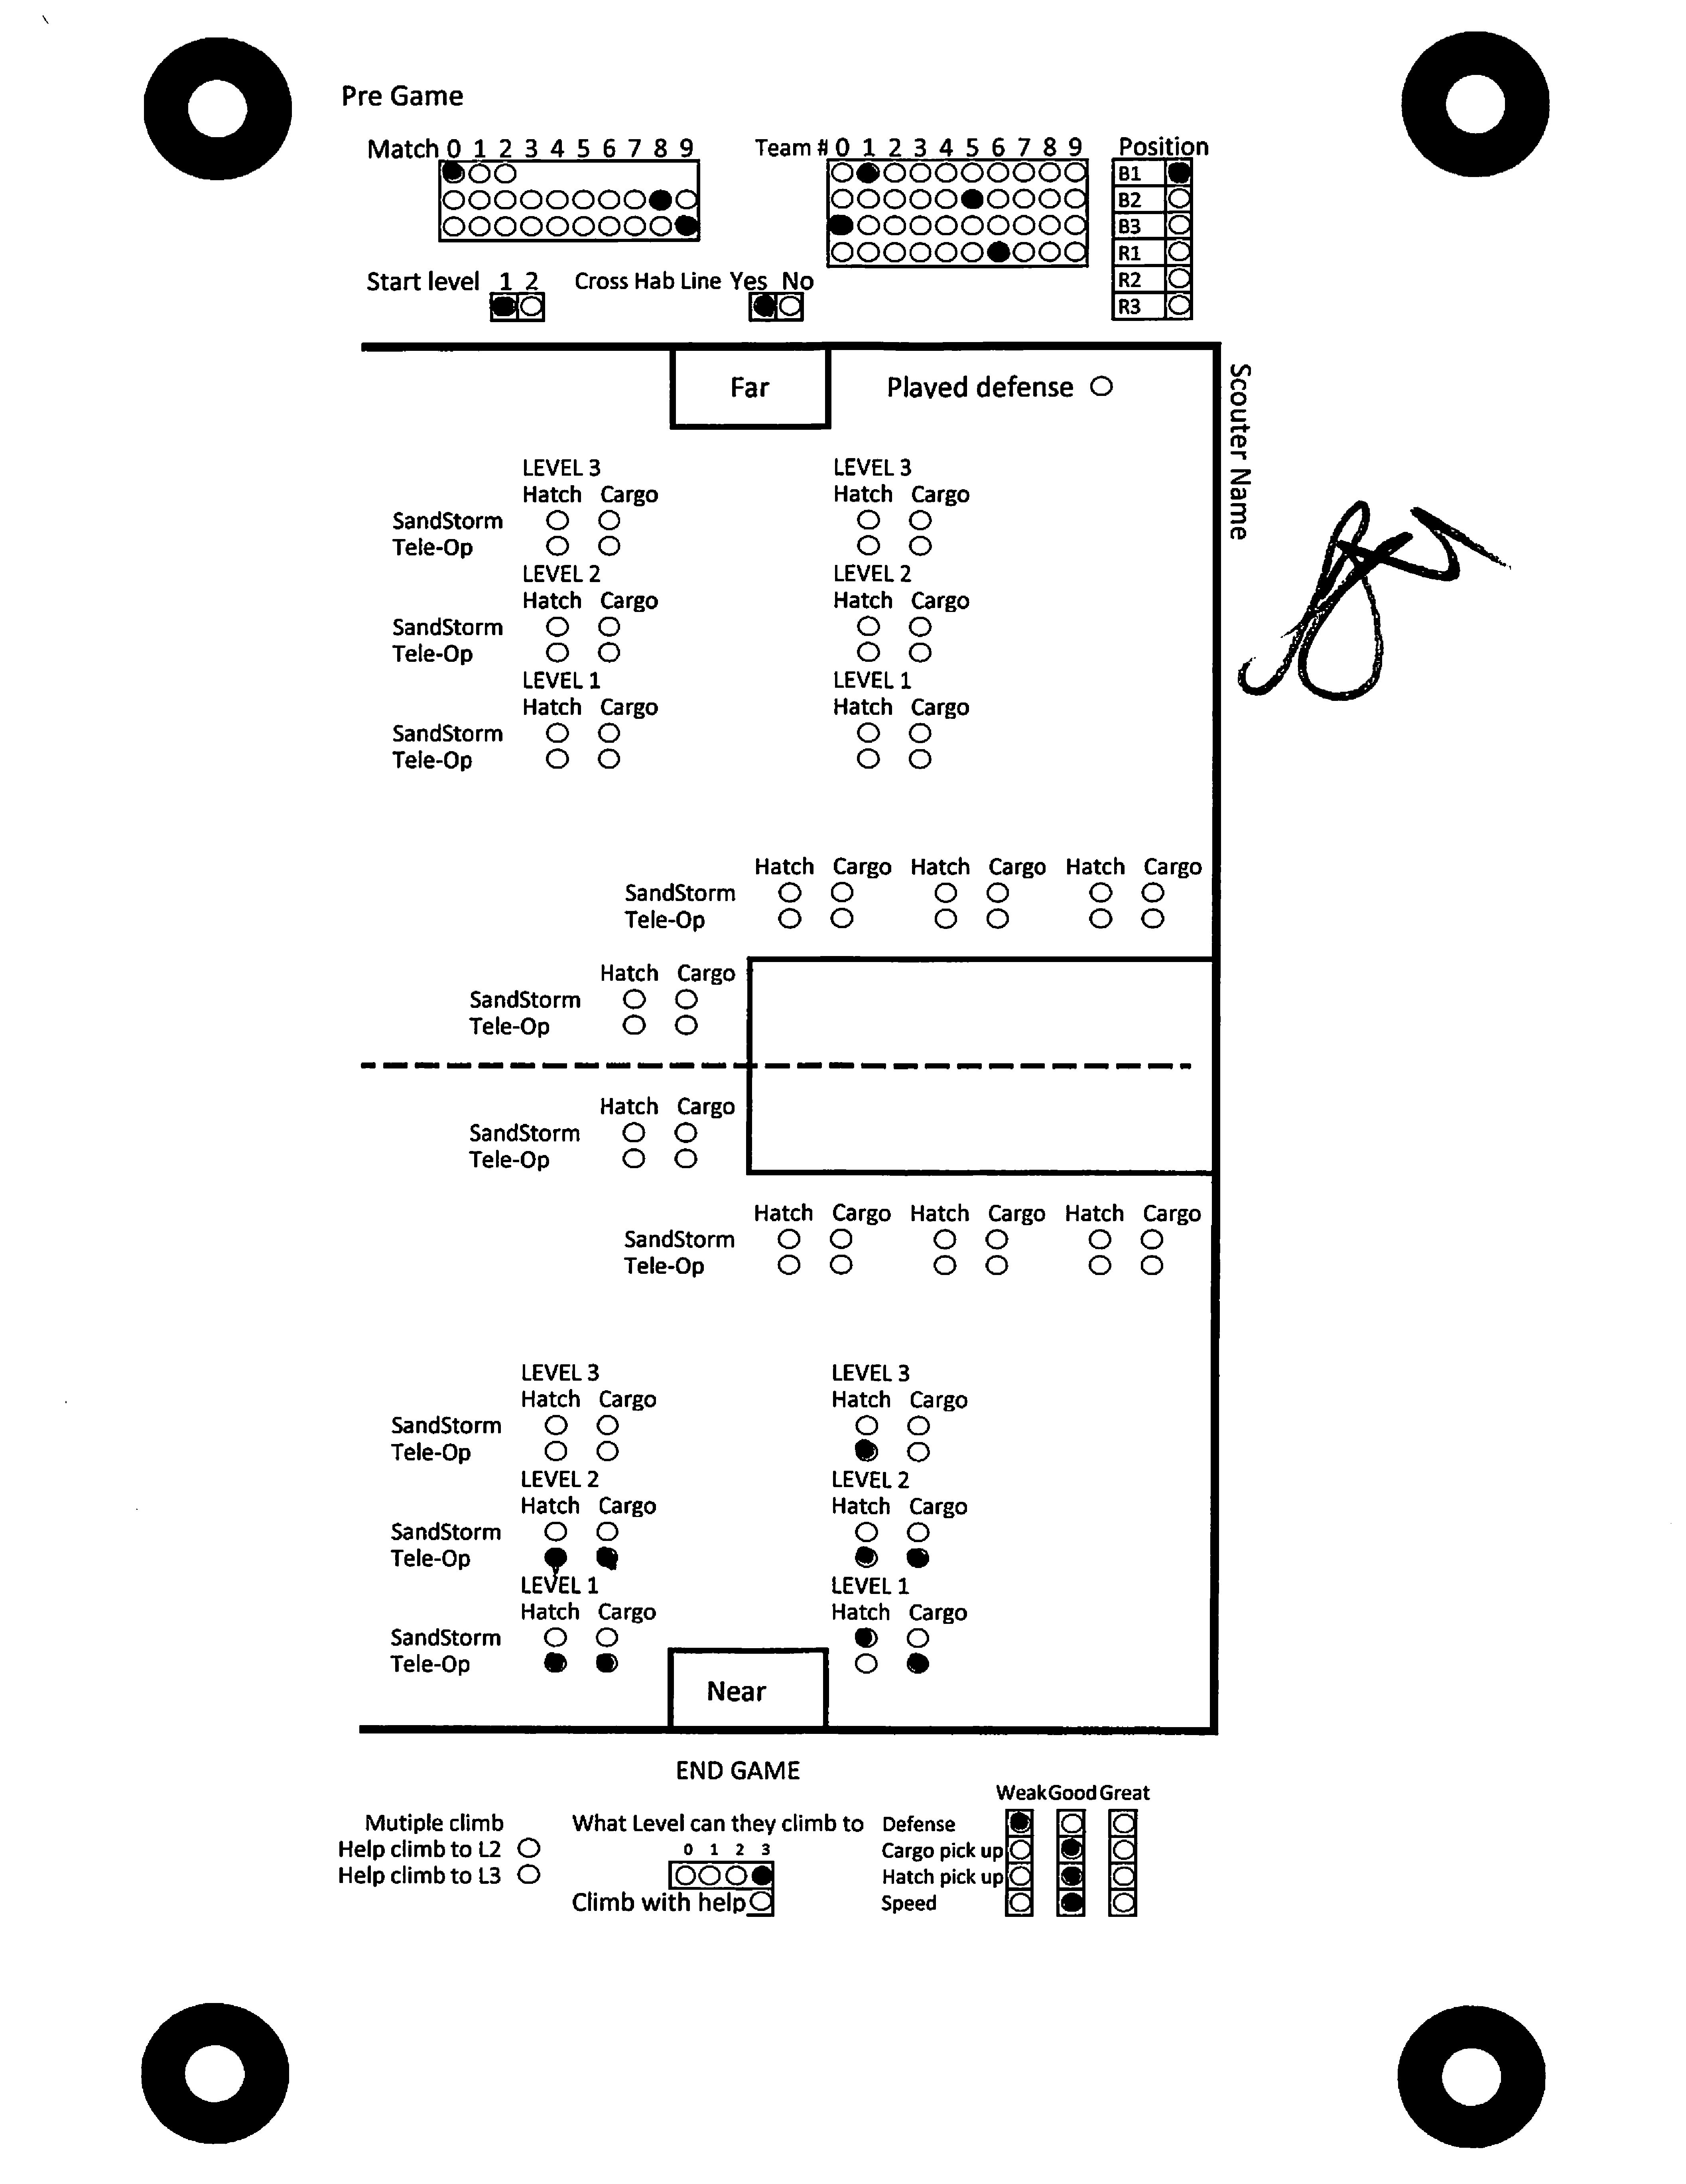 Pre Game
Match 0 1 2 3 4 5 6 7 8 9
Team # 0 1 2 3 4 5 6 7 8 9
Position
B1
B2
B3
R1
R2
R3
Start level 1 2
Cross Hab Line Yes No
Scouter Name
Far
Played defense
LEVEL 3 LEVEL 3
Hatch Cargo Hatch Cargo
SandStorm
Tele-Op
LEVEL 2 LEVEL 2
Hatch Cargo Hatch Cargo
SandStorm
Tele-Op
LEVEL 1 LEVEL 1
Hatch Cargo Hatch Cargo
SandStorm
Tele-Op
Hatch Cargo Hatch Cargo Hatch Cargo
SandStorm
Tele-Op
Hatch Cargo
SandStorm
Tele-Op
Hatch Cargo
SandStorm
Tele-Op
Hatch Cargo Hatch Cargo Hatch Cargo
SandStorm
Tele-Op
LEVEL 3 LEVEL 3
Hatch Cargo Hatch Cargo
SandStorm
Tele-Op
LEVEL 2 LEVEL 2
Hatch Cargo Hatch Cargo
SandStorm
Tele-Op
LEVEL 1 LEVEL 1
Hatch Cargo Hatch Cargo
SandStorm
Tele-Op
Near
END GAME
Mutiple climb
Help climb to L2
Help climb to L3
What Level can they climb to
0 1 2 3
Climb with help
Weak Good Great
Defense
Cargo pick up
Hatch pick up
Speed